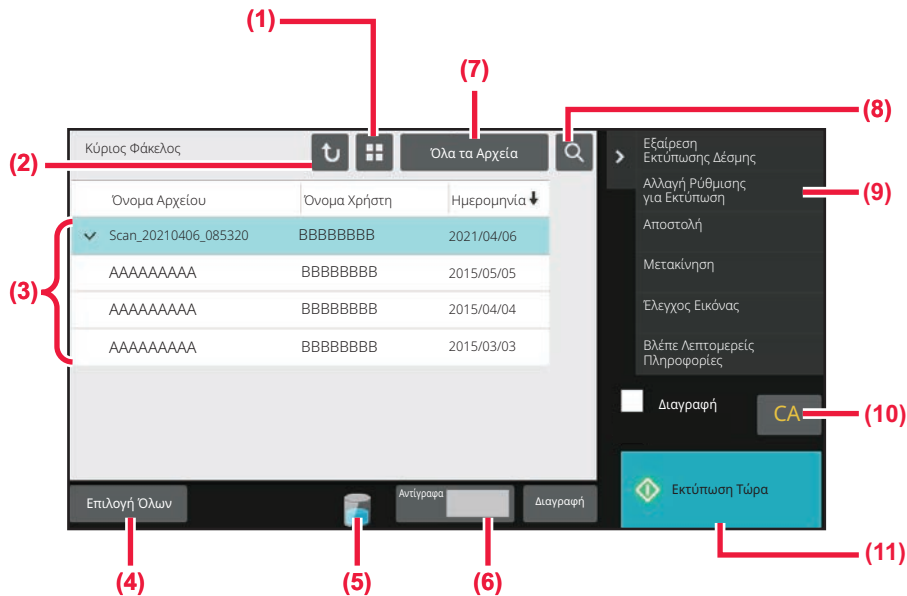 (1)
(7)
(8)
(2)
Κύριος Φάκελος
Όλα τα Αρχεία
Εξαίρεση
Εκτύπωσης Δέσμης
Αλλαγή Ρύθμισης
για Εκτύπωση
(9)
Όνομα Αρχείου Όνομα Χρήστη Ημερομηνία
Αποστολή
(3)
Scan_20210406_085320 BBBBBBBB 2021/04/06
Μετακίνηση
AAAAAAAAA BBBBBBBB 2015/05/05
Έλεγχος Εικόνας
AAAAAAAAA BBBBBBBB 2015/04/04
Βλέπε Λεπτομερείς
Πληροφορίες
AAAAAAAAA BBBBBBBB 2015/03/03
Διαγραφή
CA
(10)
Επιλογή Όλων
Αντίγραφα
Διαγραφή
Εκτύπωση Τώρα
(4)
(5)
(6)
(11)